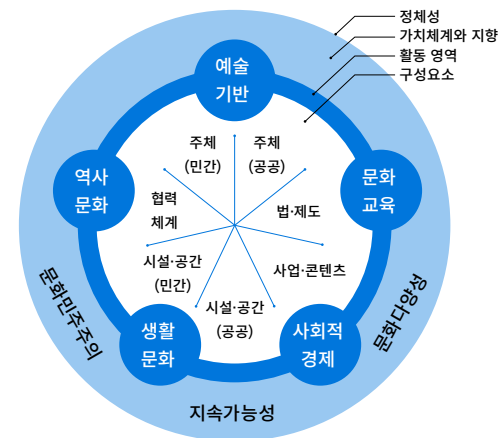 정체성
가치체계와 지향
활동 영역
구성요소
예술
기반
주체
(민간)
주체
(공공)
역사
문화
문화
교육
협력
체계
법·제도
시설·공간
(민간)
사업·콘텐츠
시설·공간
(공공)
생활
문화
사회적
경제
문화민주주의
문화다양성
지속가능성